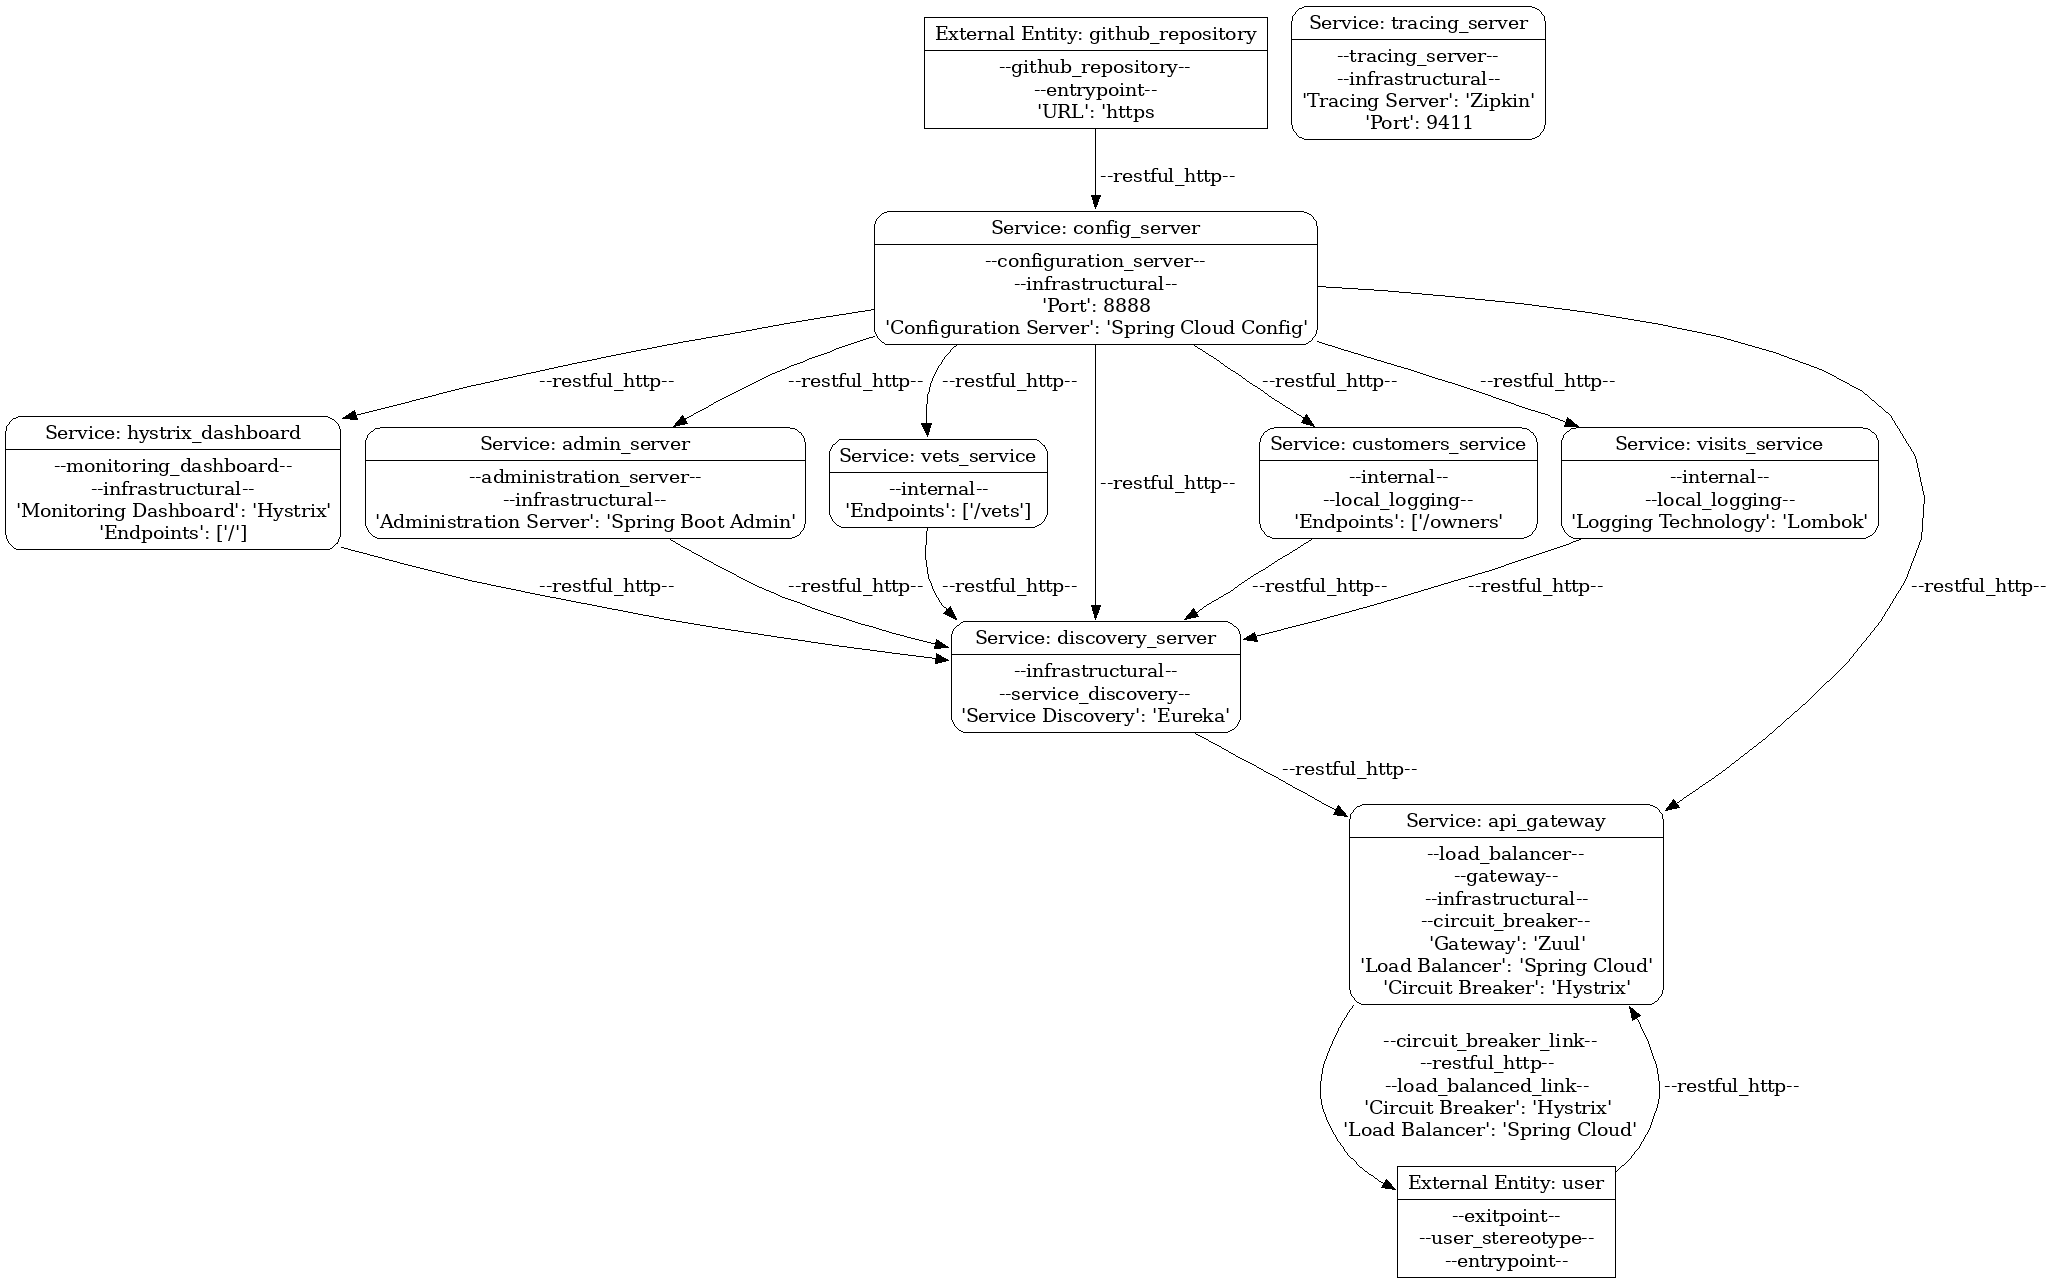 External Entity: github_repository
--github_repository--
--entrypoint--
'URL': 'https
Service: tracing_server
--tracing_server--
--infrastructural--
'Tracing Server': 'Zipkin'
'Port': 9411
--restful_http--
Service: config_server
--configuration_server--
--infrastructural--
'Port': 8888
'Configuration Server': 'Spring Cloud Config'
--restful_http--
--restful_http--
--restful_http--
--restful_http--
--restful_http--
Service: hystrix_dashboard
--monitoring_dashboard--
--infrastructural--
'Monitoring Dashboard': 'Hystrix'
'Endpoints': ['/']
Service: admin_server
--administration_server--
--infrastructural--
'Administration Server': 'Spring Boot Admin'
Service: vets_service
--internal--
'Endpoints': ['/vets']
--restful_http--
Service: customers_service
--internal--
--local_logging--
'Endpoints': ['/owners'
Service: visits_service
--internal--
--local_logging--
'Logging Technology': 'Lombok'
--restful_http--
--restful_http--
--restful_http--
--restful_http--
--restful_http--
--restful_http--
Service: discovery_server
--infrastructural--
--service_discovery--
'Service Discovery': 'Eureka'
--restful_http--
Service: api_gateway
--load_balancer--
--gateway--
--infrastructural--
--circuit_breaker--
'Gateway': 'Zuul'
'Load Balancer': 'Spring Cloud'
'Circuit Breaker': 'Hystrix'
--circuit_breaker_link--
--restful_http--
--load_balanced_link--
'Circuit Breaker': 'Hystrix'
'Load Balancer': 'Spring Cloud'
--restful_http--
External Entity: user
--exitpoint--
--user_stereotype--
--entrypoint--